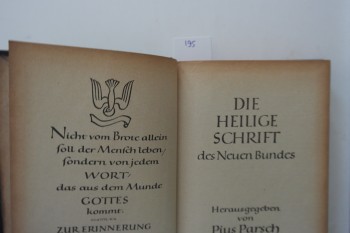 195
Nicht vom Brote allein
soll der Mensch leben/
sondern von jedem
WORT/
das aus dem Munde
GOTTES
kommt
ZUR ERINNERUNG
DIE
HEILIGE
SCHRIFT
des Neuen Bundes
Herausgegeben
von
Pius Parsch